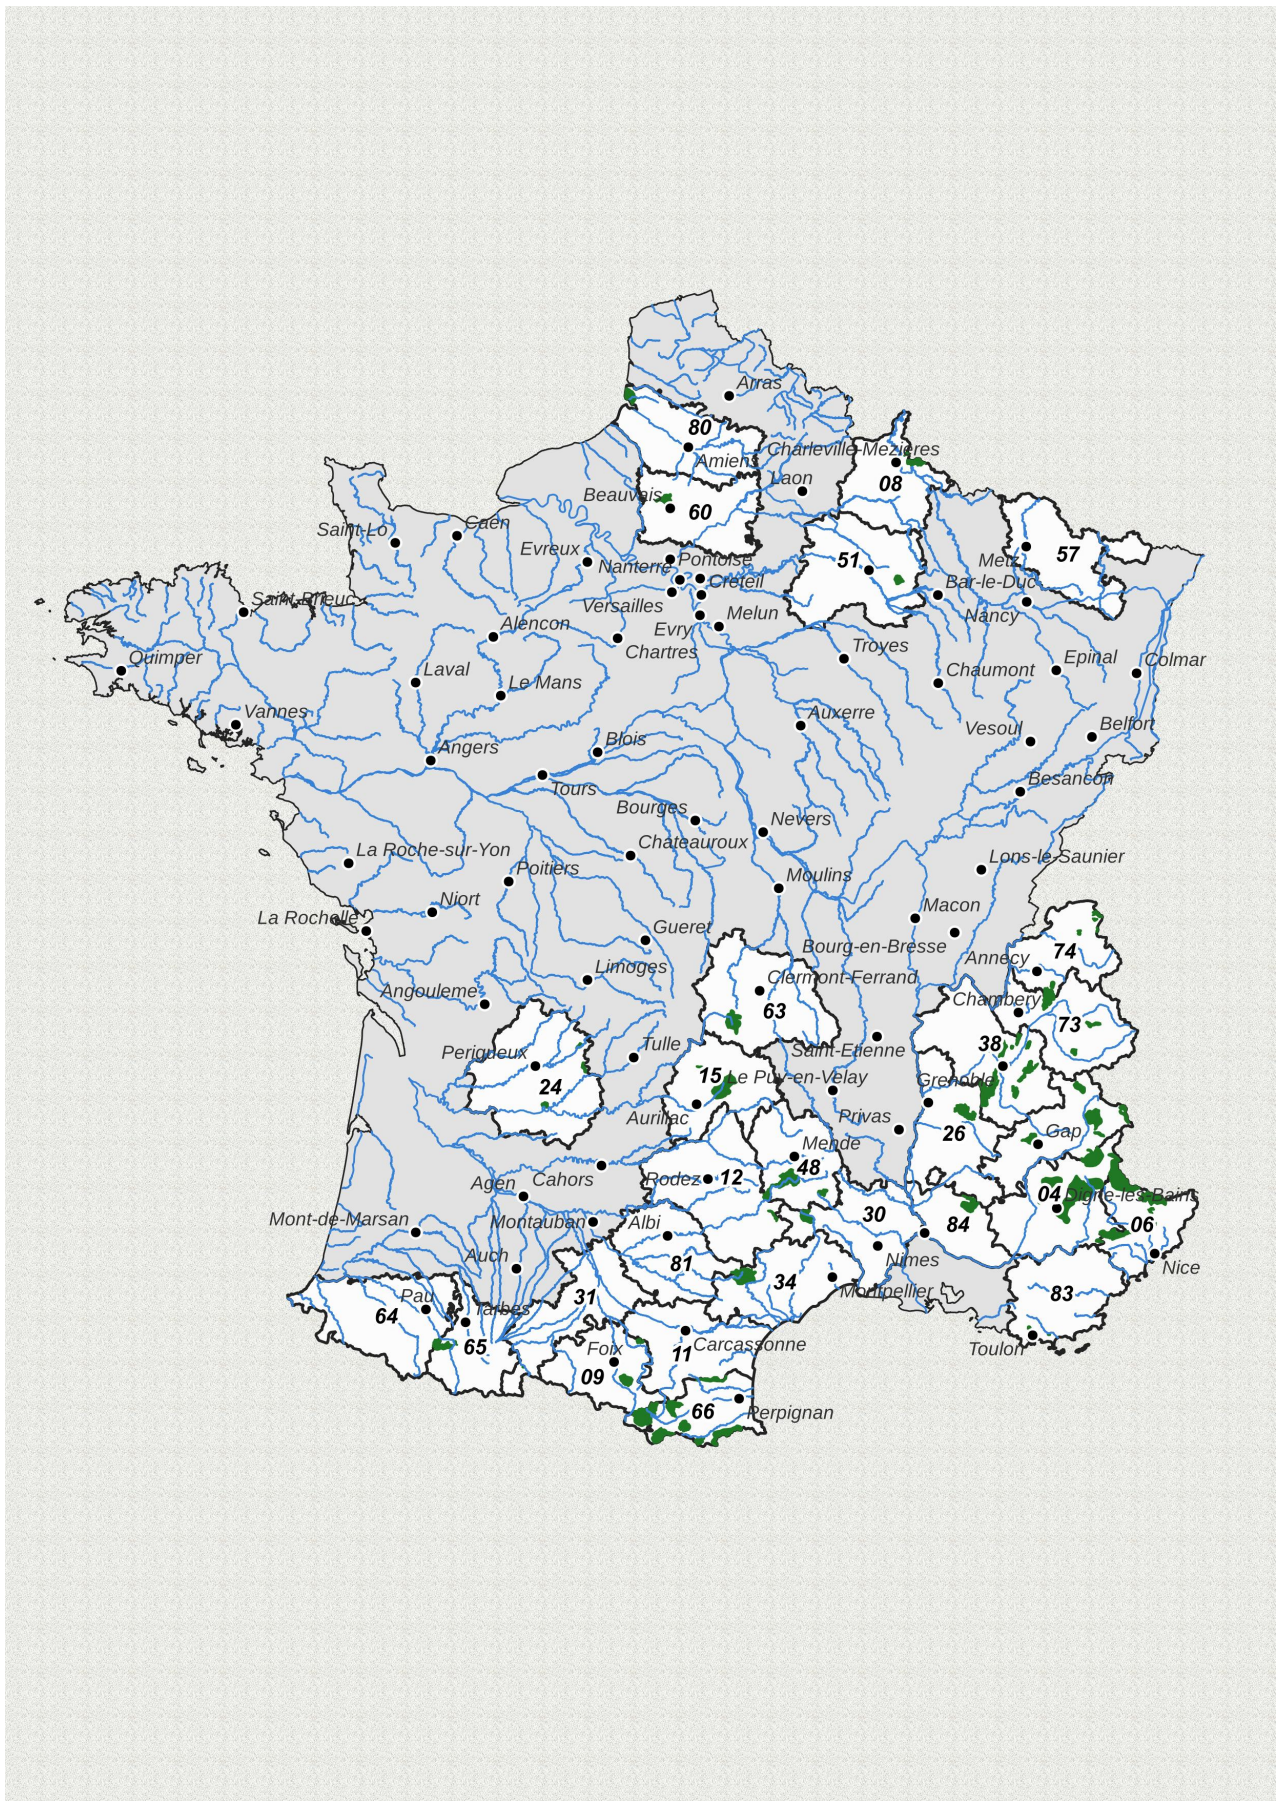 Arras
80
Charleville-Mezieres
Amiens
Laon
08
Beauvais
60
Saint-Lo
Caen
Evreux
Nanterre
Pontoise
51
Metz
57
Creteil
Bar-le-Duc
Saint-Brieuc
Versailles
Melun
Nancy
Alencon
Evry
Chartres
Troyes
Quimper
Laval
Le Mans
Chaumont
Epinal
Colmar
Vannes
Auxerre
Vesoul
Belfort
Angers
Blois
Tours
Besancon
Bourges
Nevers
Chateauroux
La Roche-sur-Yon
Poitiers
Lons-le-Saunier
Moulins
Niort
Macon
La Rochelle
Gueret
Bourg-en-Bresse
Annecy
74
Limoges
Clermont-Ferrand
Angouleme
63
Chambery
73
38
Perigueux
Tulle
Saint-Etienne
24
15
Le Puy-en-Velay
Grenoble
Aurillac
Privas
26
Gap
Mende
48
Cahors
Rodez
12
Agen
04
Digne-les-Bains
Mont-de-Marsan
Montauban
Albi
30
84
06
Auch
81
Nimes
Nice
34
Montpellier
83
Pau
64
Tarbes
31
65
Foix
Carcassonne
11
Toulon
09
66
Perpignan